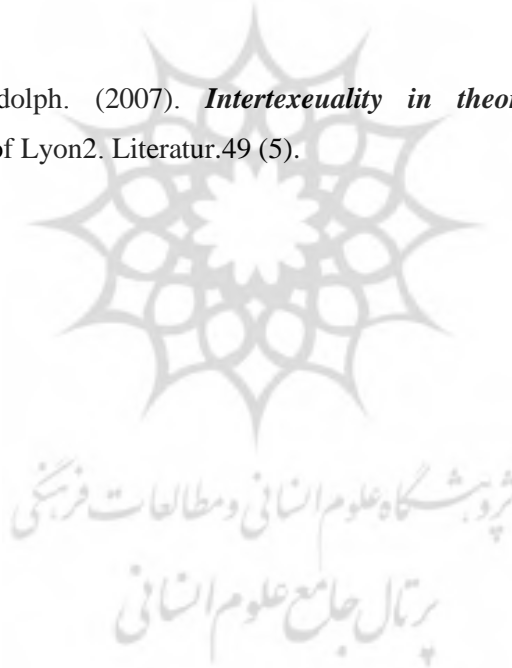 dolph. (2007). Intertexeuality in theor
of Lyon2. Literatur.49 (5).
پژوهشگاه علوم انسانی و مطالعات فرهنگی
پرتال جامع علوم انسانی